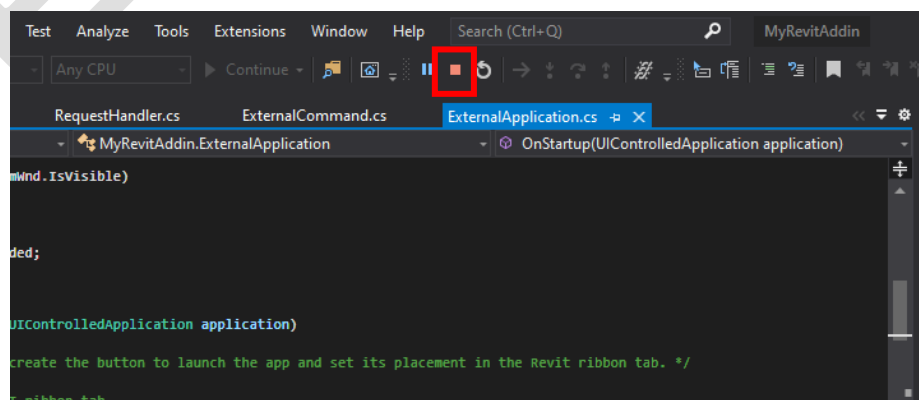 Test Analyze Tools Extensions Window Help Search (Ctrl+Q) MyRevitAddin
Any CPU Continue
RequestHandler.cs ExternalCommand.cs ExternalApplication.cs
MyRevitAddin.ExternalApplication OnStartup(UIControlledApplication application)
mWnd.IsVisible)
ded;
UIControlledApplication application)
create the button to launch the app and set its placement in the Revit ribbon tab. */
ribbon tab